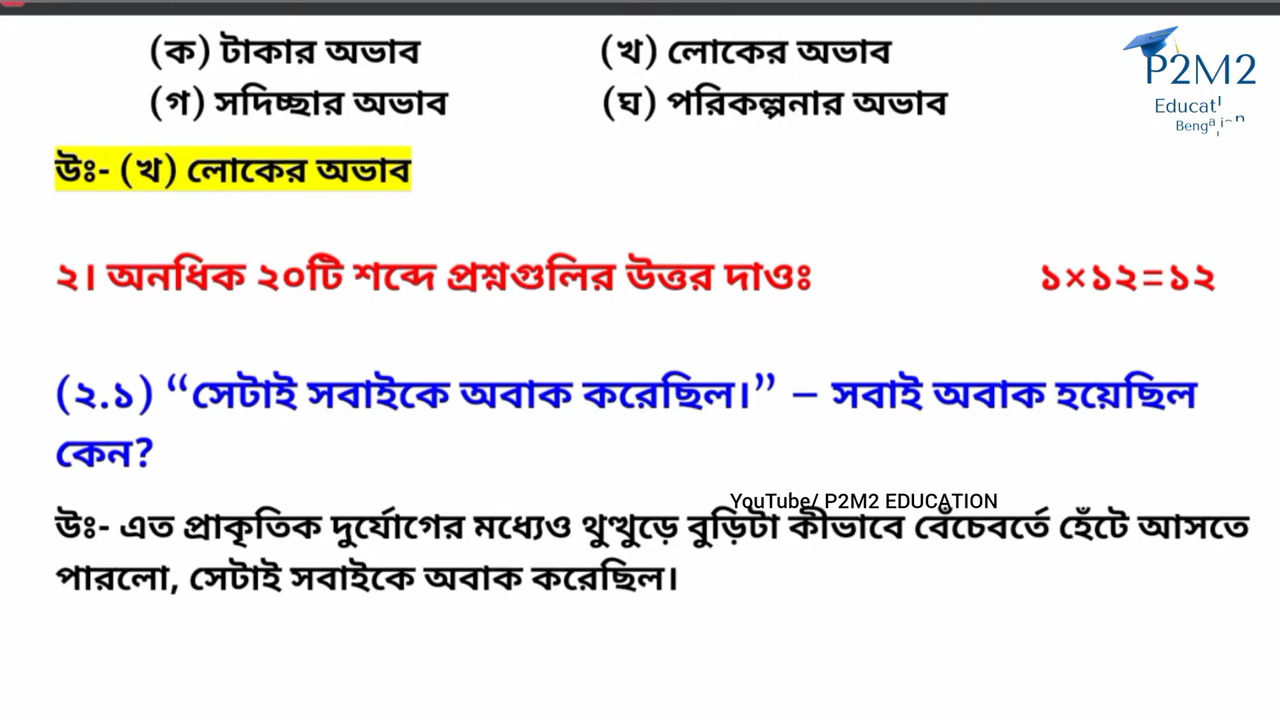 (ক) টাকার অভাব (খ) লোকের অভাব
(গ) সদিচ্ছার অভাব (ঘ) পরিকল্পনার অভাব
P2M2
Educati
Beng
উঃ- (খ) লোকের অভাব
২। অনধিক ২০টি শব্দে প্রশ্নগুলির উত্তর দাওঃ ১×১২=১২
(২.১) “সেটাই সবাইকে অবাক করেছিল।” – সবাই অবাক হয়েছিল
কেন?
YouTube/ P2M2 EDUCATION
উঃ- এত প্রাকৃতিক দুর্যোগের মধ্যেও থুত্থুড়ে বুড়িটা কীভাবে বেঁচেবর্তে হেঁটে আসতে
পারলো, সেটাই সবাইকে অবাক করেছিল।